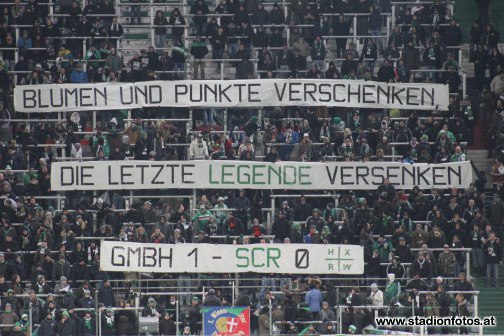 BLUMEN UND PUNKTE VERSCHENKEN,
DIE LETZTE LEGENDE VERSENKEN
GMBH 1 - SCR 0
H X
R W
www.stadionfotos.at